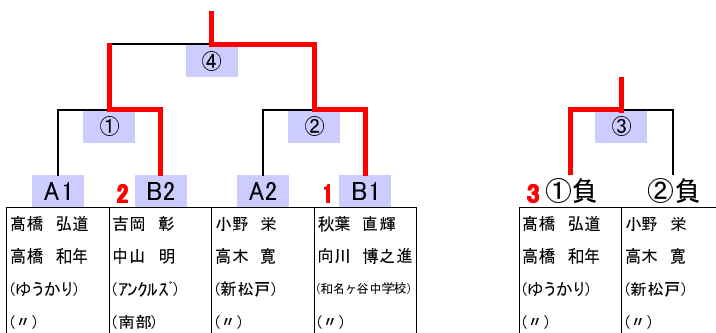 ④
① ② ③
A1 2 B2 A2 1 B1 3 ①負 ②負
髙橋 弘道 吉岡 彰 小野 栄 秋葉 直輝 髙橋 弘道 小野 栄
高橋 和年 中山 明 高木 寛 向川 博之進 高橋 和年 高木 寛
(ゆうかり) (ｱﾝｸﾙｽﾞ) (新松戸) (和名ヶ谷中学校) (ゆうかり) (新松戸)
(〃) (南部) (〃) (〃) (〃) (〃)